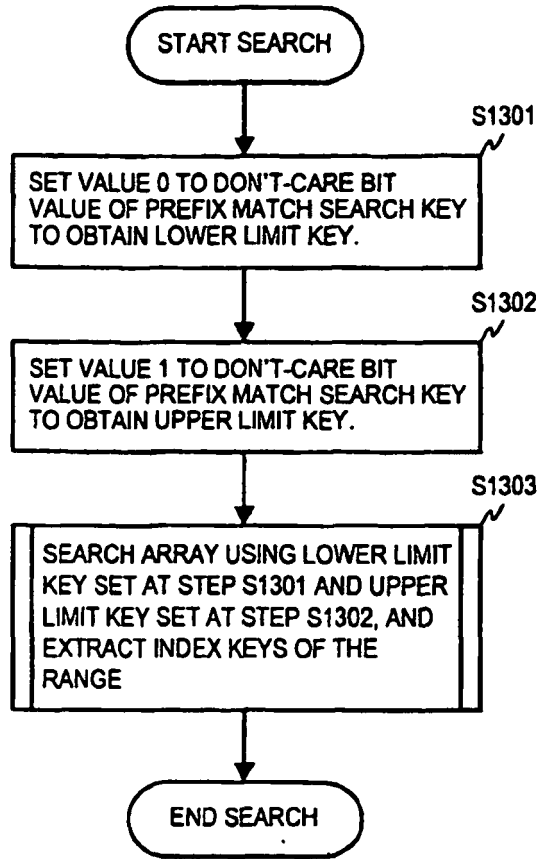 START SEARCH
S1301
SET VALUE 0 TO DON'T-CARE BIT
VALUE OF PREFIX MATCH SEARCH KEY
TO OBTAIN LOWER LIMIT KEY.
S1302
SET VALUE 1 TO DON'T-CARE BIT
VALUE OF PREFIX MATCH SEARCH KEY
TO OBTAIN UPPER LIMIT KEY.
S1303
SEARCH ARRAY USING LOWER LIMIT
KEY SET AT STEP S1301 AND UPPER
LIMIT KEY SET AT STEP S1302, AND
EXTRACT INDEX KEYS OF THE
RANGE
END SEARCH